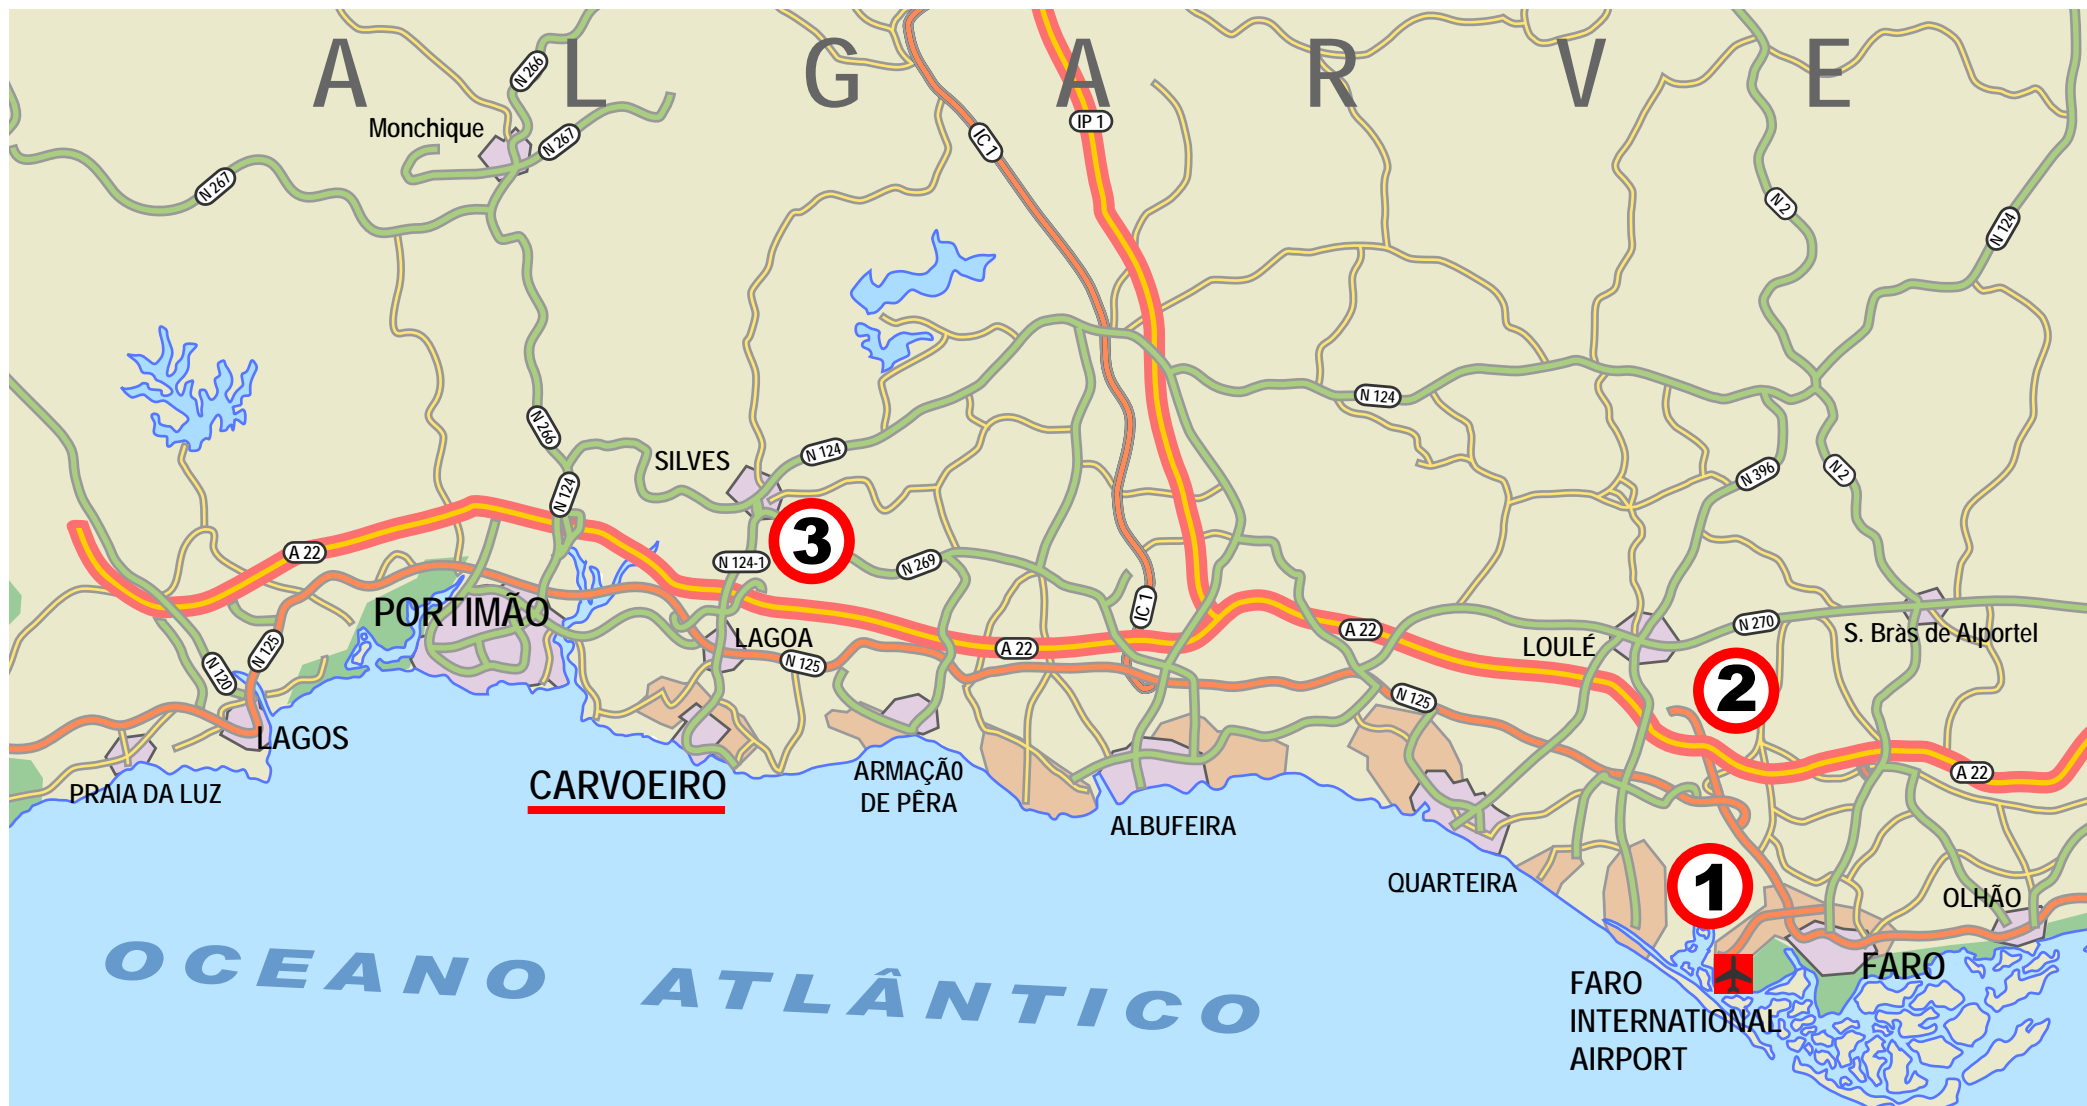 A L G A R V E
N 266
Monchique
N 267
N 267
IC 1
IP 1
N 2
N 124
N 266
N 124
N 124
SILVES
N 124
N 396
N 2
A 22
N 124-1
3
N 269
PORTIMÃO
IC 1
LAGOA
N 125
A 22
A 22
LOULÉ
N 270
S. Bràs de Alportel
N 125
N 120
2
N 125
LAGOS
PRAIA DA LUZ
CARVOEIRO
ARMAÇÃ0
DE PÊRA
A 22
ALBUFEIRA
QUARTEIRA
1
OLHÃO
FARO
OCEANO ATLÂNTICO
FARO
INTERNATIONAL
AIRPORT